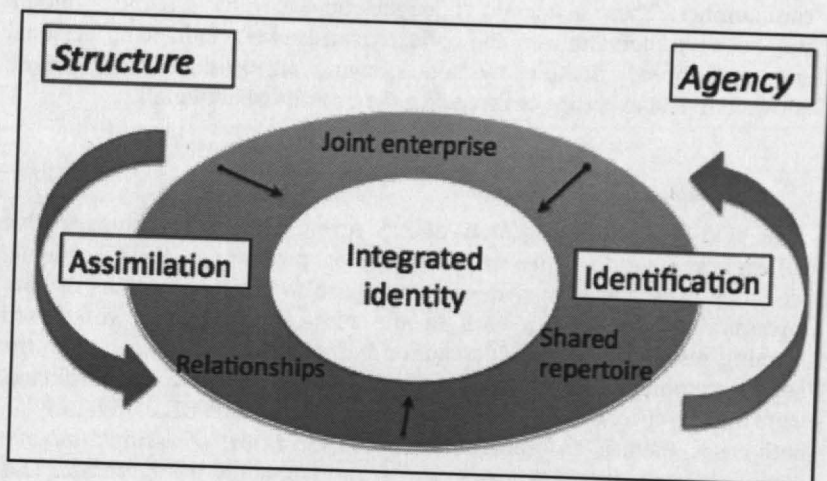 Structure
Agency
Joint enterprise
Assimilation
Integrated
identity
Identification
Relationships
Shared
repertoire